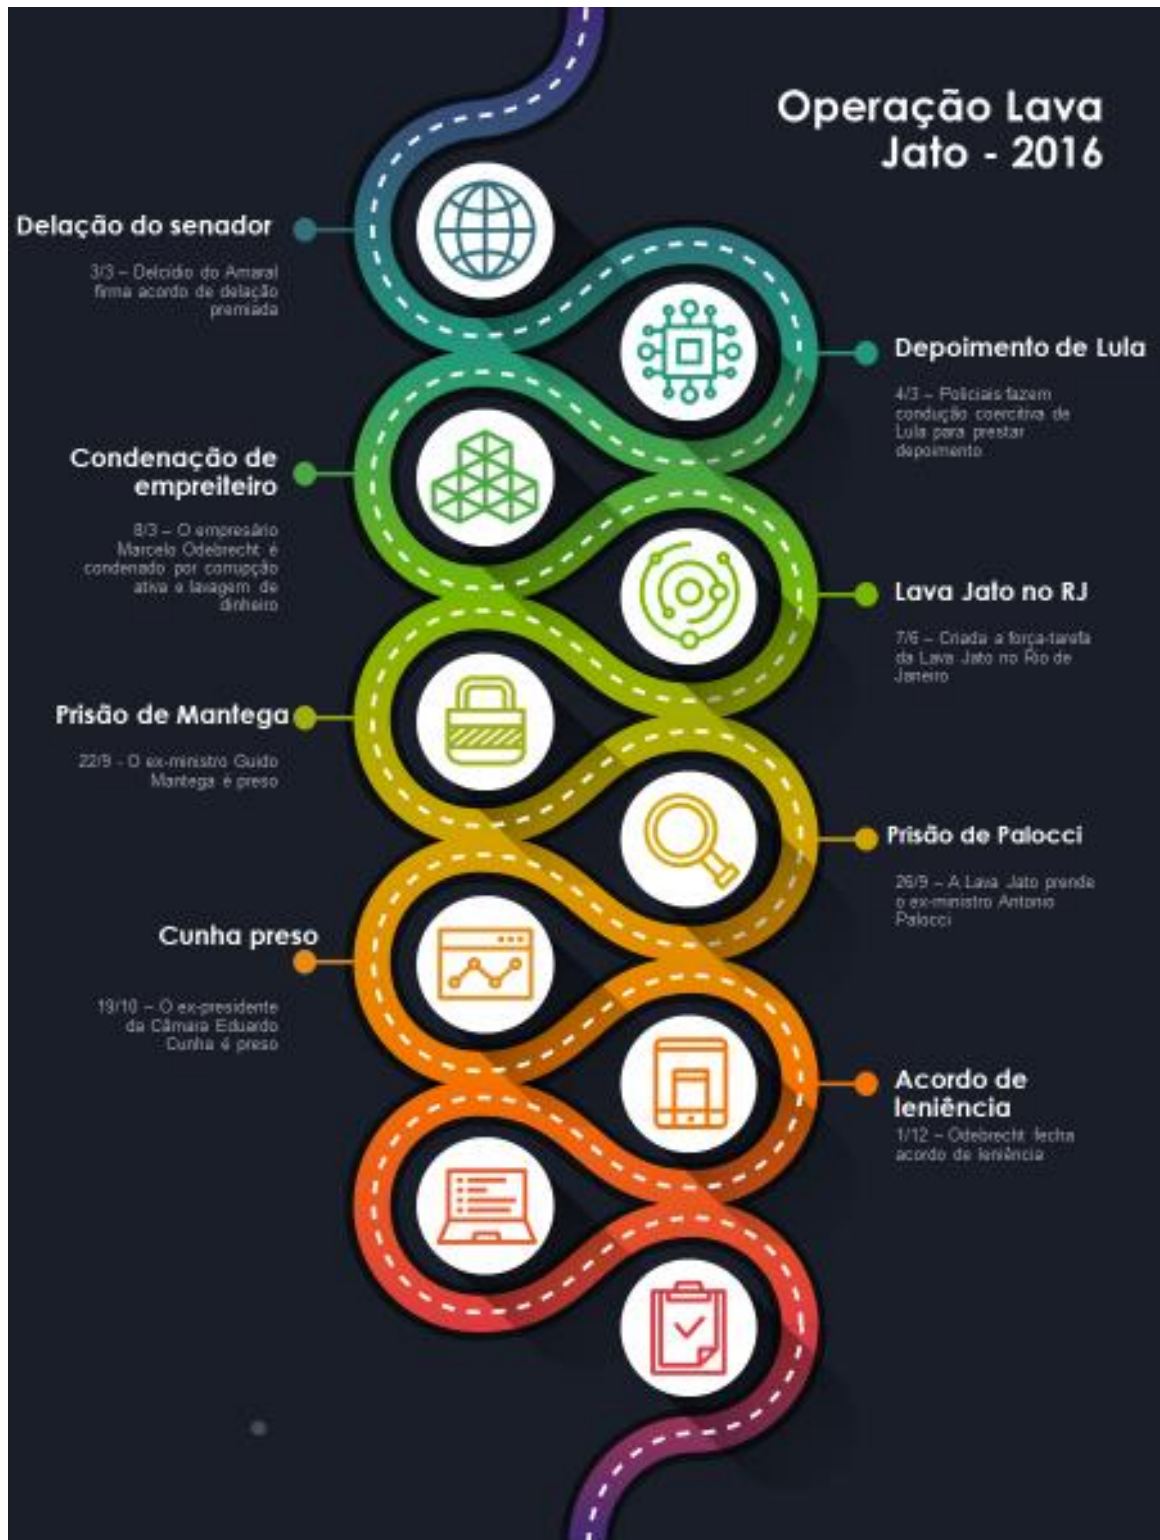 Operação Lava
Jato - 2016
Delação do senador
3/3 – Delcídio do Amaral
firma acordo de delação
premiada
Depoimento de Lula
4/3 – Policiais fazem
condução coercitiva de
Lula para prestar
depoimento
Condenação de
empreiteiro
8/3 – O empresário
Marcelo Odebrecht é
condenado por corrupção
ativa e lavagem de
dinheiro
Lava Jato no RJ
7/6 – Criada a força-tarefa
da Lava Jato no Rio de
Janeiro
Prisão de Mantega
22/9 - O ex-ministro Guido
Mantega é preso
Prisão de Palocci
26/9 – A Lava Jato prende
o ex-ministro Antonio
Palocci
Cunha preso
19/10 – O ex-presidente
da Câmara Eduardo
Cunha é preso
Acordo de
leniência
1/12 – Odebrecht fecha
acordo de leniência